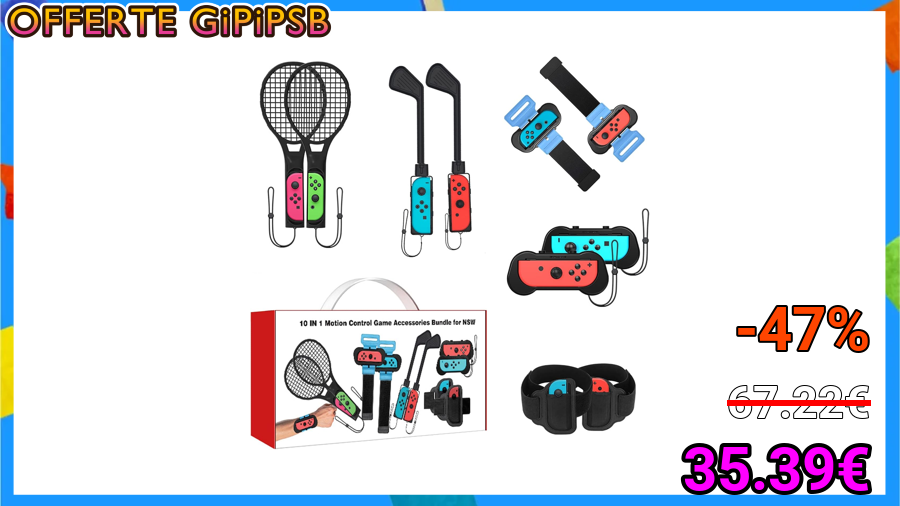 OFFERTE GiPiPSB
10 IN 1 Motion Control Game Accessories Bundle for NSW
-47%
67.22€
35.39€